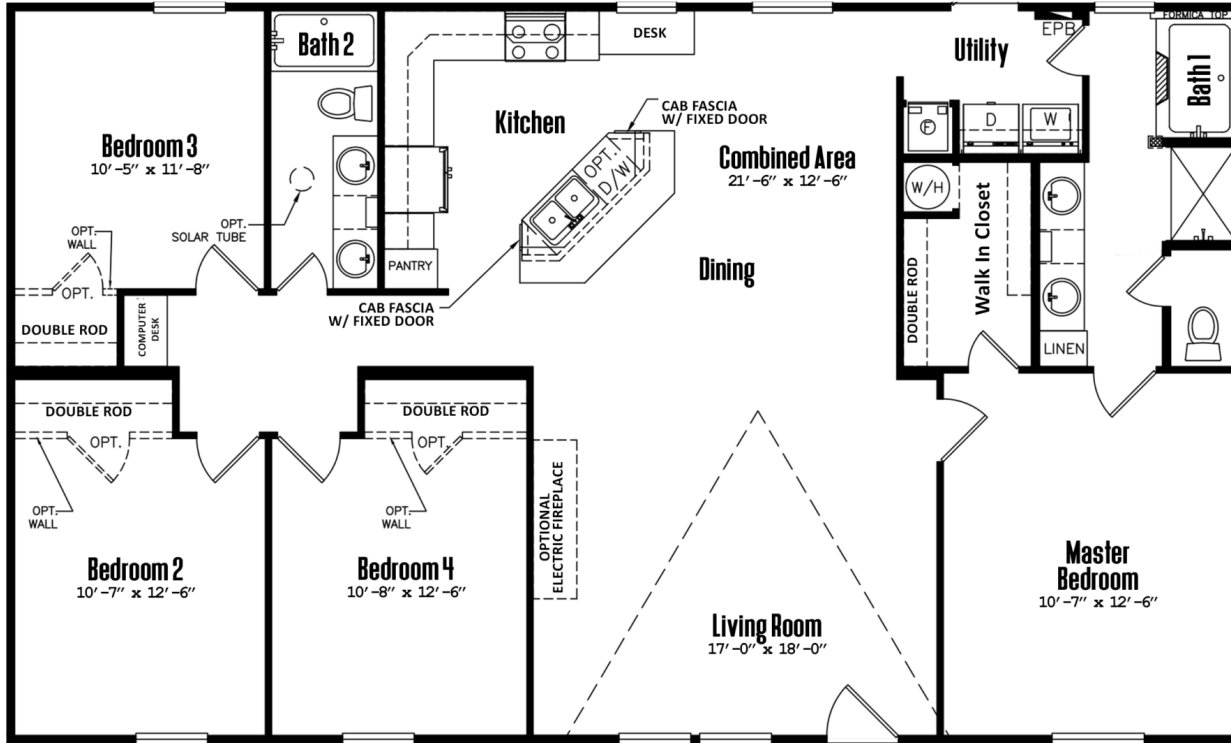 Bedroom 3
10'-5" x 11'-8"
OPT.
WALL
OPT.
DOUBLE ROD
COMPUTER
DESK
Bath 2
OPT.
SOLAR TUBE
Kitchen
DESK
PANTRY
CAB FASCIA
W/ FIXED DOOR
OPT.
D/W
CAB FASCIA
W/ FIXED DOOR
Combined Area
21'-6" x 12'-6"
Dining
Utility
EPB
F
D
W
W/H
DOUBLE ROD
Walk In Closet
LINEN
FORMICA TOP
Bath 1
DOUBLE ROD
OPT.
OPT.
WALL
Bedroom 2
10'-7" x 12'-6"
DOUBLE ROD
OPT.
OPT.
WALL
Bedroom 4
10'-8" x 12'-6"
OPTIONAL
ELECTRIC FIREPLACE
Living Room
17'-0" x 18'-0"
Master
Bedroom
10'-7" x 12'-6"